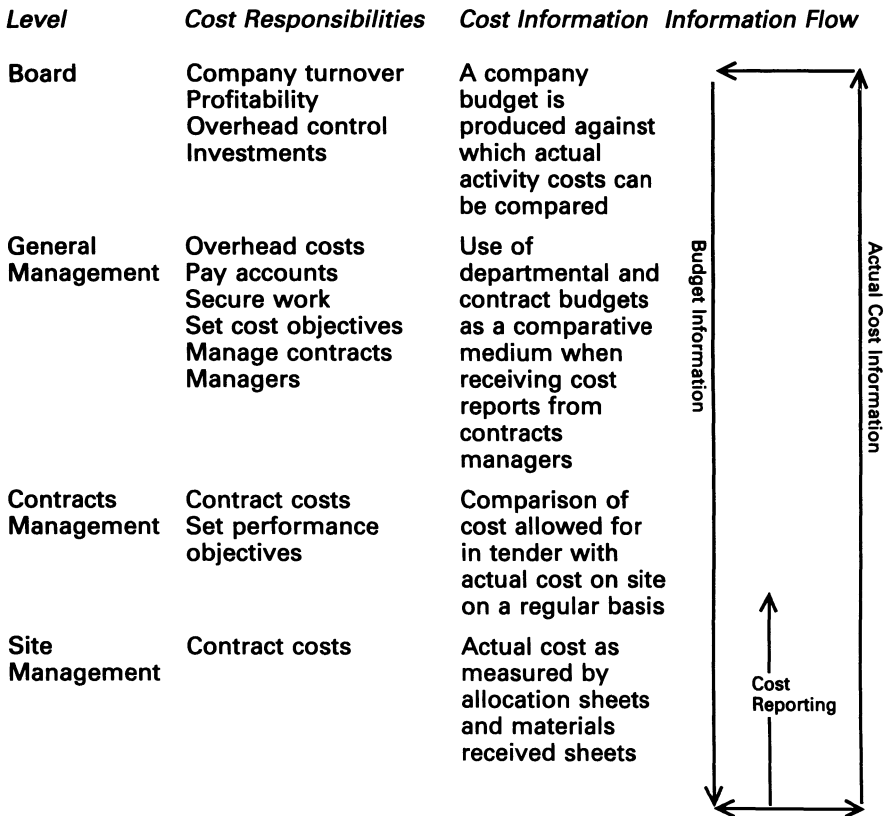 Level Cost Responsibilities Cost Information Information Flow
Board
Company turnover
Profitability
Overhead control
Investments
A company
budget is
produced against
which actual
activity costs can
be compared
General
Management
Overhead costs
Pay accounts
Secure work
Set cost objectives
Manage contracts
Managers
Use of
departmental and
contract budgets
as a comparative
medium when
receiving cost
reports from
contracts
managers
Contracts
Management
Contract costs
Set performance
objectives
Comparison of
cost allowed for
in tender with
actual cost on site
on a regular basis
Site
Management
Contract costs
Actual cost as
measured by
allocation sheets
and materials
received sheets
Budget Information
Actual Cost Information
Cost
Reporting